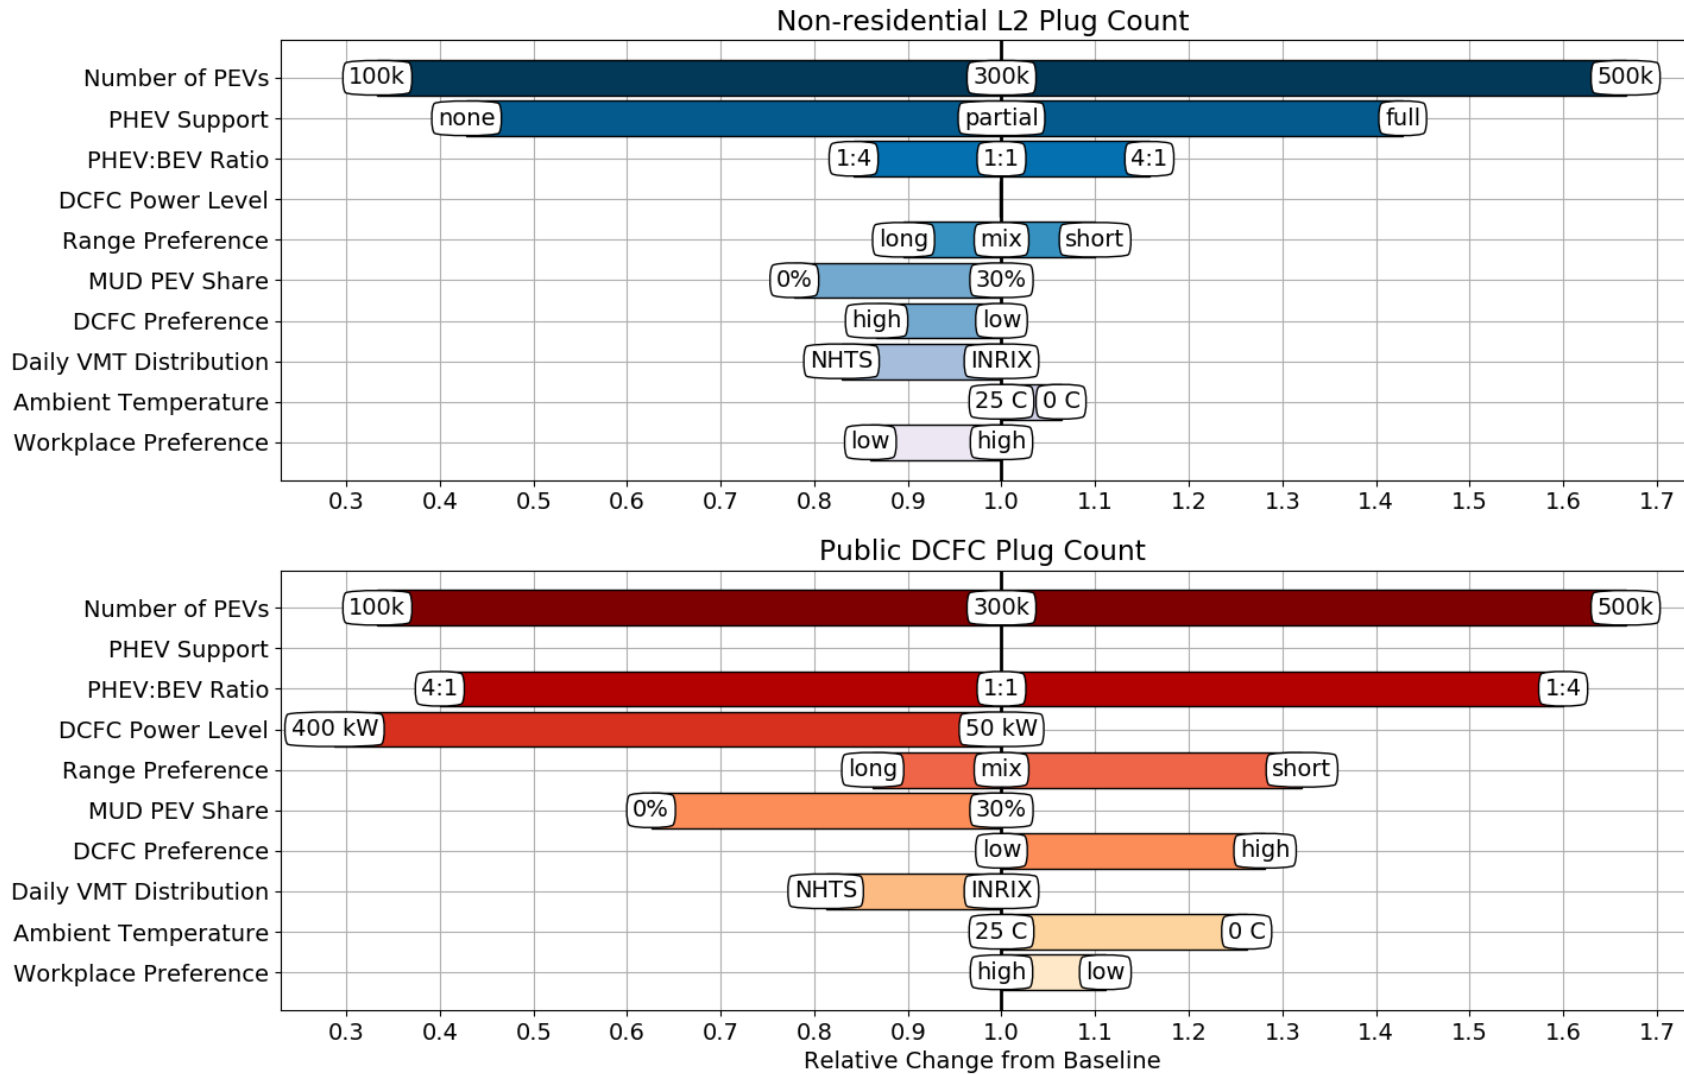 Non-residential L2 Plug Count
Number of PEVs 100k 300k 500k
PHEV Support none partial full
PHEV:BEV Ratio 1:4 1:1 4:1
DCFC Power Level
Range Preference long mix short
MUD PEV Share 0% 30%
DCFC Preference high low
Daily VMT Distribution NHTS INRIX
Ambient Temperature 25 C 0 C
Workplace Preference low high
0.3 0.4 0.5 0.6 0.7 0.8 0.9 1.0 1.1 1.2 1.3 1.4 1.5 1.6 1.7
Public DCFC Plug Count
Number of PEVs 100k 300k 500k
PHEV Support
PHEV:BEV Ratio 4:1 1:1 1:4
DCFC Power Level 400 kW 50 kW
Range Preference long mix short
MUD PEV Share 0% 30%
DCFC Preference low high
Daily VMT Distribution NHTS INRIX
Ambient Temperature 25 C 0 C
Workplace Preference high low
0.3 0.4 0.5 0.6 0.7 0.8 0.9 1.0 1.1 1.2 1.3 1.4 1.5 1.6 1.7
Relative Change from Baseline